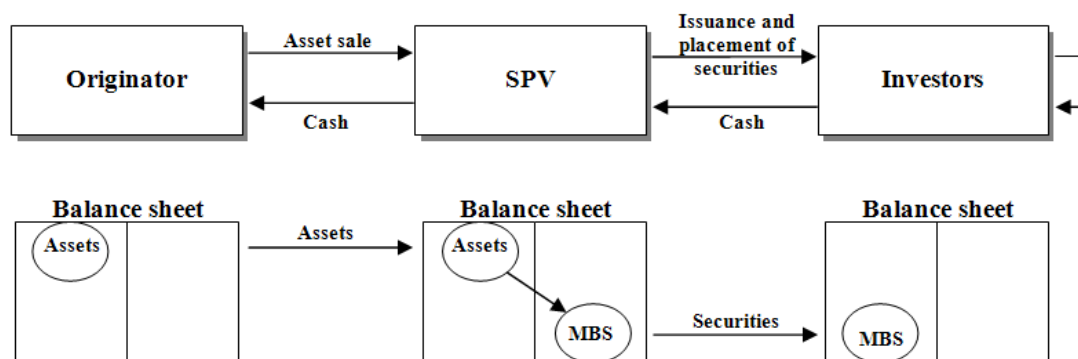 Issuance and
placement of
securities
Asset sale
Originator
SPV
Investors
Cash
Cash
Balance sheet
Balance sheet
Balance sheet
Assets
Assets
Assets
MBS
Securities
MBS